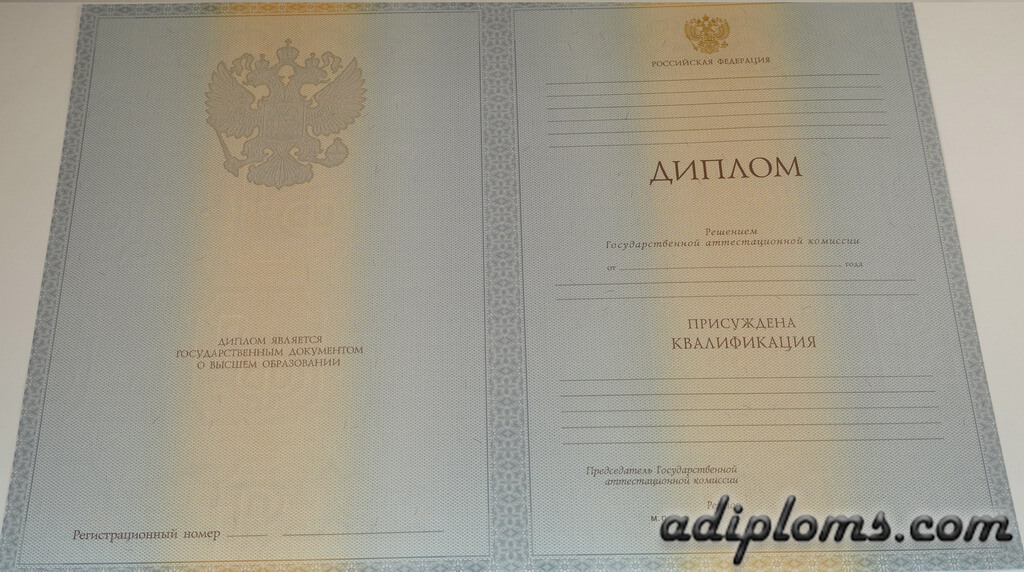 ДИПЛОМ ЯВЛЯЕТСЯ
ГОСУДАРСТВЕННЫМ ДОКУМЕНТОМ
О ВЫСШЕМ ОБРАЗОВАНИИ
Регистрационный номер
РОССИЙСКАЯ ФЕДЕРАЦИЯ
ДИПЛОМ
Решением
Государственной аттестационной комиссии
от года
ПРИСУЖДЕНА
КВАЛИФИКАЦИЯ
Председатель Государственной
аттестационной комиссии
adiploms.com